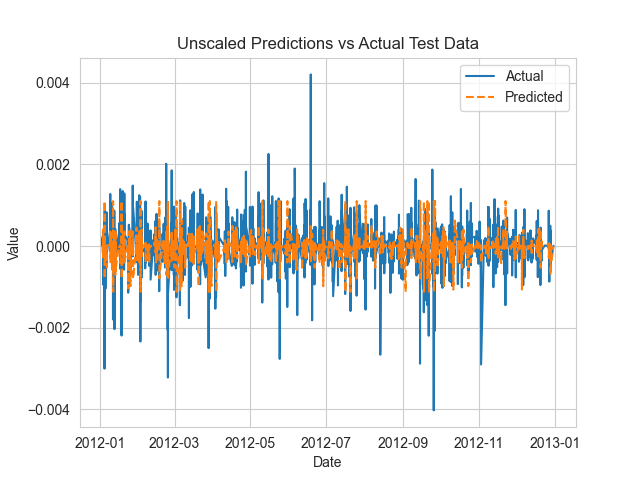 Unscaled Predictions vs Actual Test Data
Actual
Predicted
0.004
0.002
0.000
−0.002
−0.004
Value
2012-01 2012-03 2012-05 2012-07 2012-09 2012-11 2013-01
Date